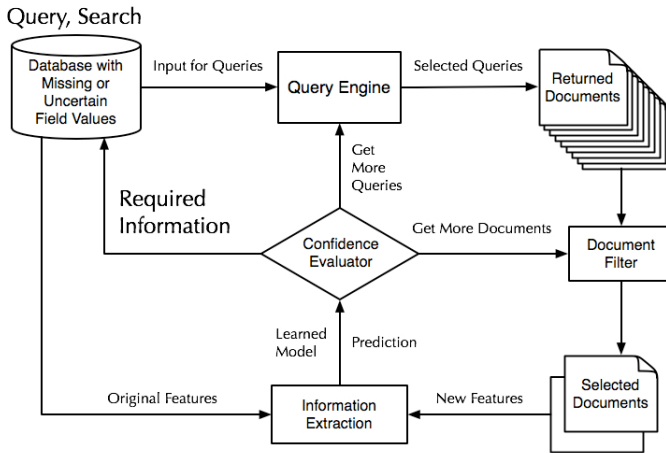 Query, Search
Database with
Missing or
Uncertain
Field Values
Input for Queries
Query Engine
Selected Queries
Returned
Documents
Get
More
Queries
Required
Information
Confidence
Evaluator
Get More Documents
Document
Filter
Learned
Model
Prediction
Original Features
Information
Extraction
New Features
Selected
Documents